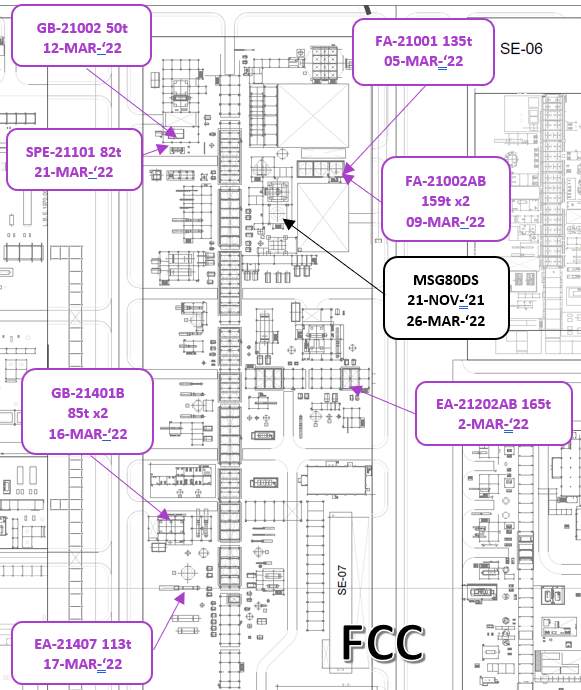 GB-21002 50t
12-MAR-‘22
FA-21001 135t
05-MAR-‘22
SE-06
SPE-21101 82t
21-MAR-‘22
FA-21002AB
159t x2
09-MAR-‘22
MSG80DS
21-NOV-‘21
26-MAR-‘22
GB-21401B
85t x2
16-MAR-‘22
EA-21202AB 165t
2-MAR-‘22
SE-07
FCC
EA-21407 113t
17-MAR-‘22